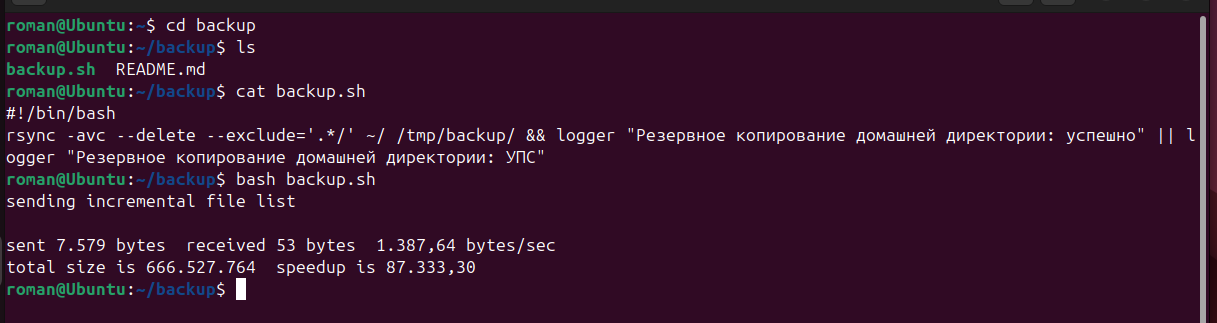 roman@Ubuntu:~$ cd backup
roman@Ubuntu:~/backup$ ls
backup.sh  README.md
roman@Ubuntu:~/backup$ cat backup.sh
#!/bin/bash
rsync -avc --delete --exclude='.*/' ~/ /tmp/backup/ && logger "Резервное копирование домашней директории: успешно" || l
ogger "Резервное копирование домашней директории: УПС"
roman@Ubuntu:~/backup$ bash backup.sh
sending incremental file list
sent 7.579 bytes  received 53 bytes  1.387,64 bytes/sec
total size is 666.527.764  speedup is 87.333,30
roman@Ubuntu:~/backup$